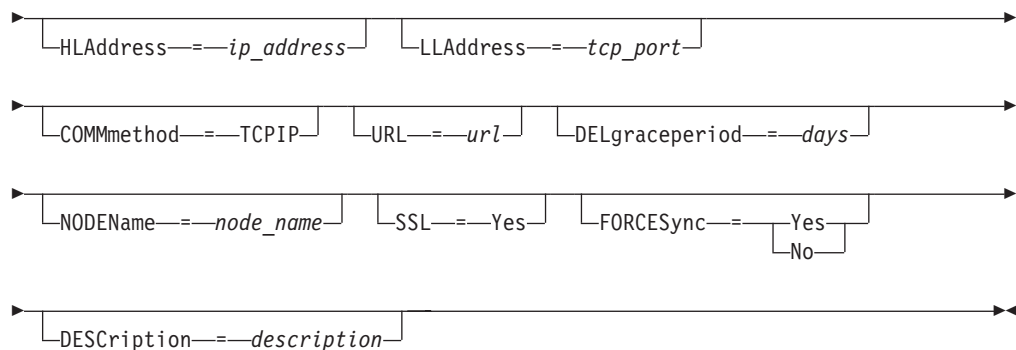 HLAddress = ip_address LLAddress = tcp_port
COMMmethod = TCPIP URL = url DELgraceperiod = days
NODEName = node_name SSL = Yes FORCESync = Yes
No
DESCription = description